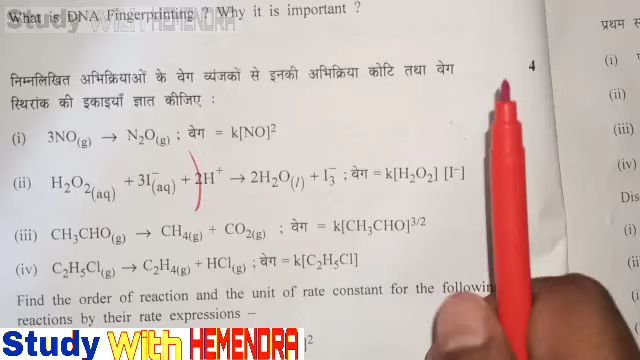 Study With HEMENDRA
What is DNA Fingerprinting ? Why it is important ?
निम्नलिखित अभिक्रियाओं के वेग व्यंजकों से इनकी अभिक्रिया कोटि तथा वेग 4
स्थिरांक की इकाइयाँ ज्ञात कीजिए :
(i) 3NO(g) → N₂O(g) ; वेग = k[NO]²
(ii) H₂O₂(aq) + 3I⁻(aq) + 2H⁺ → 2H₂O(l) + I₃⁻ ; वेग = k[H₂O₂] [I⁻]
(iii) CH₃CHO(g) → CH₄(g) + CO₂(g) ; वेग = k[CH₃CHO]³/²
(iv) C₂H₅Cl(g) → C₂H₄(g) + HCl(g) ; वेग = k[C₂H₅Cl]
Find the order of reaction and the unit of rate constant for the
reactions by their rate expressions –
Study With HEMENDRA
]²
प्रथम
(i)
(ii)
(iii)
(iv)
(i)